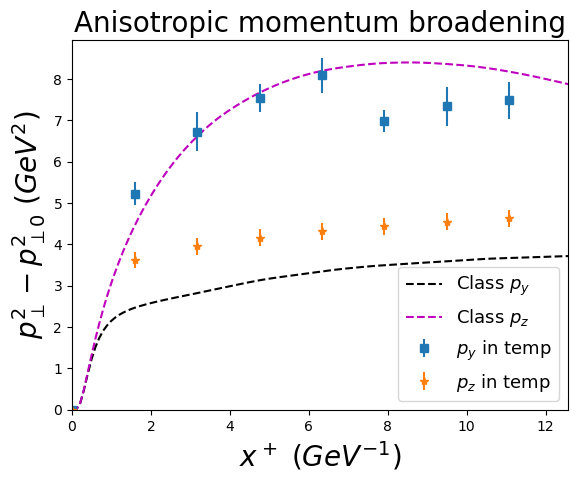 Anisotropic momentum broadening
8
7
6
5
4
3
2
1
0
$p_{\perp}^2 - p_{\perp 0}^2$ $(GeV^2)$
Class $p_y$
Class $p_z$
$p_y$ in temp
$p_z$ in temp
0 2 4 6 8 10 12
$x^+$ $(GeV^{-1})$